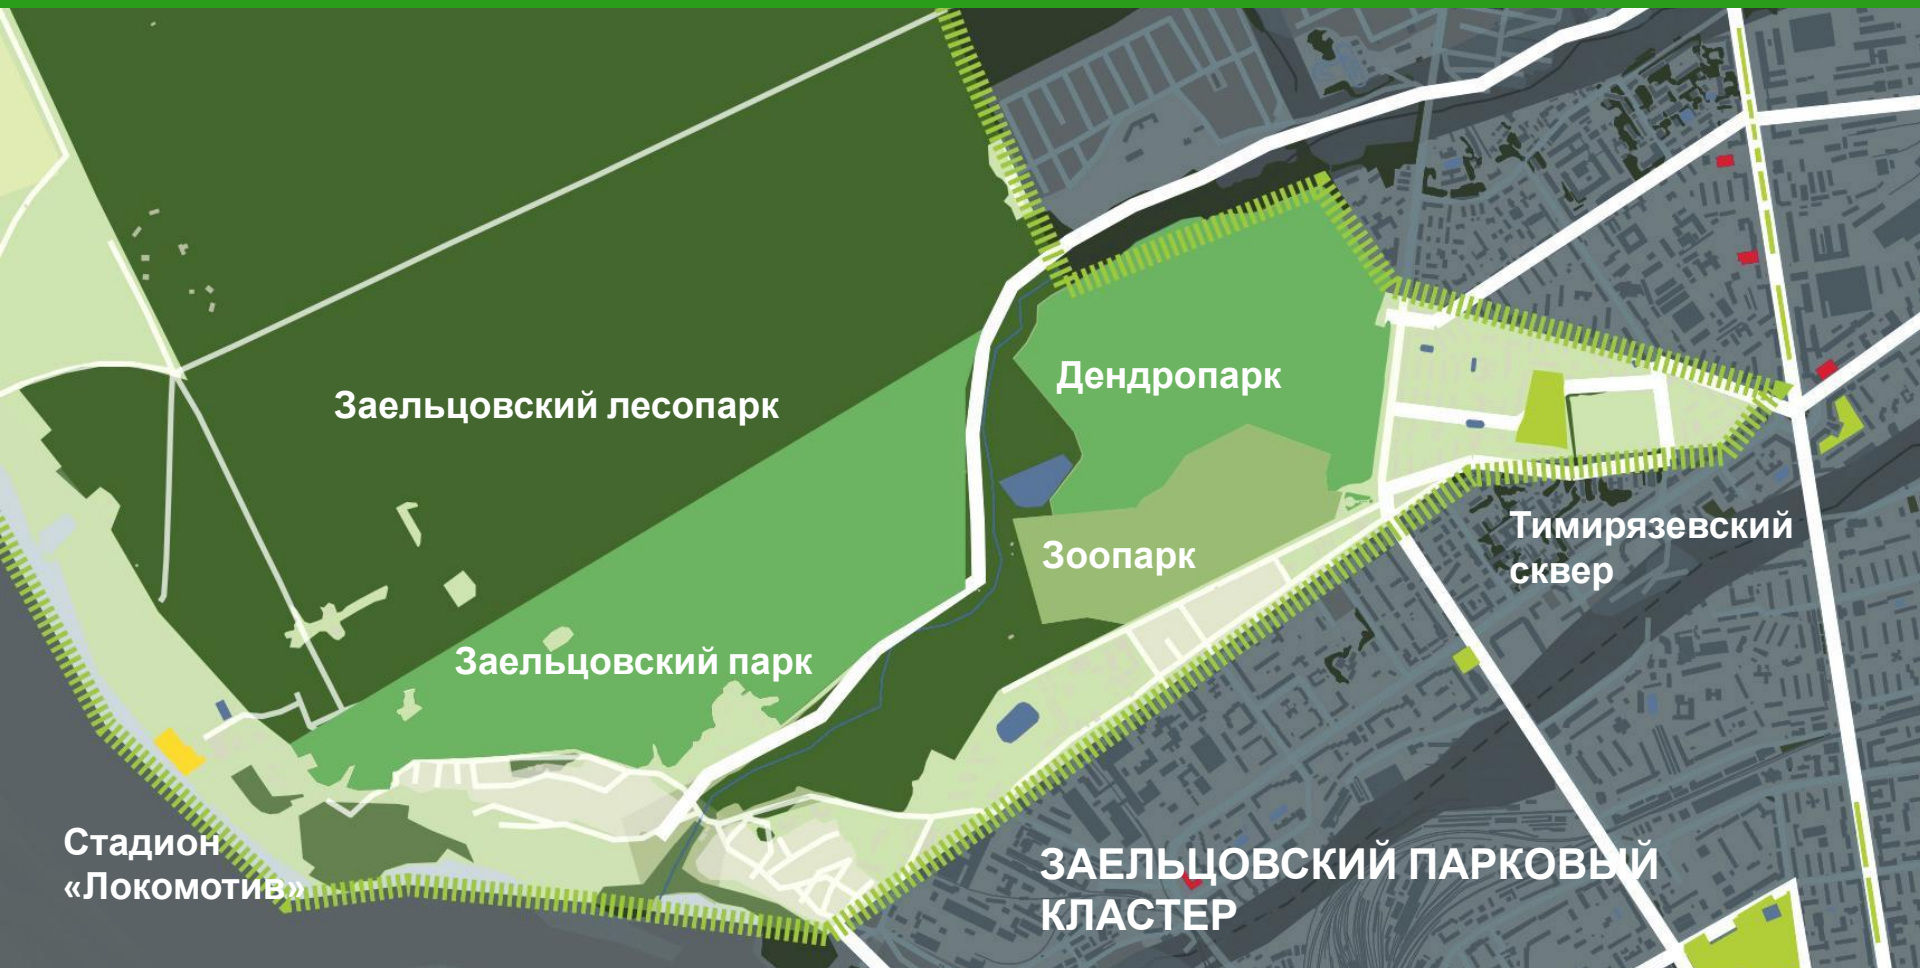 Дендропарк
Заельцовский лесопарк
Тимирязевский
сквер
Зоопарк
Заельцовский парк
Стадион
«Локомотив»
ЗАЕЛЬЦОВСКИЙ ПАРКОВЫЙ
КЛАСТЕР